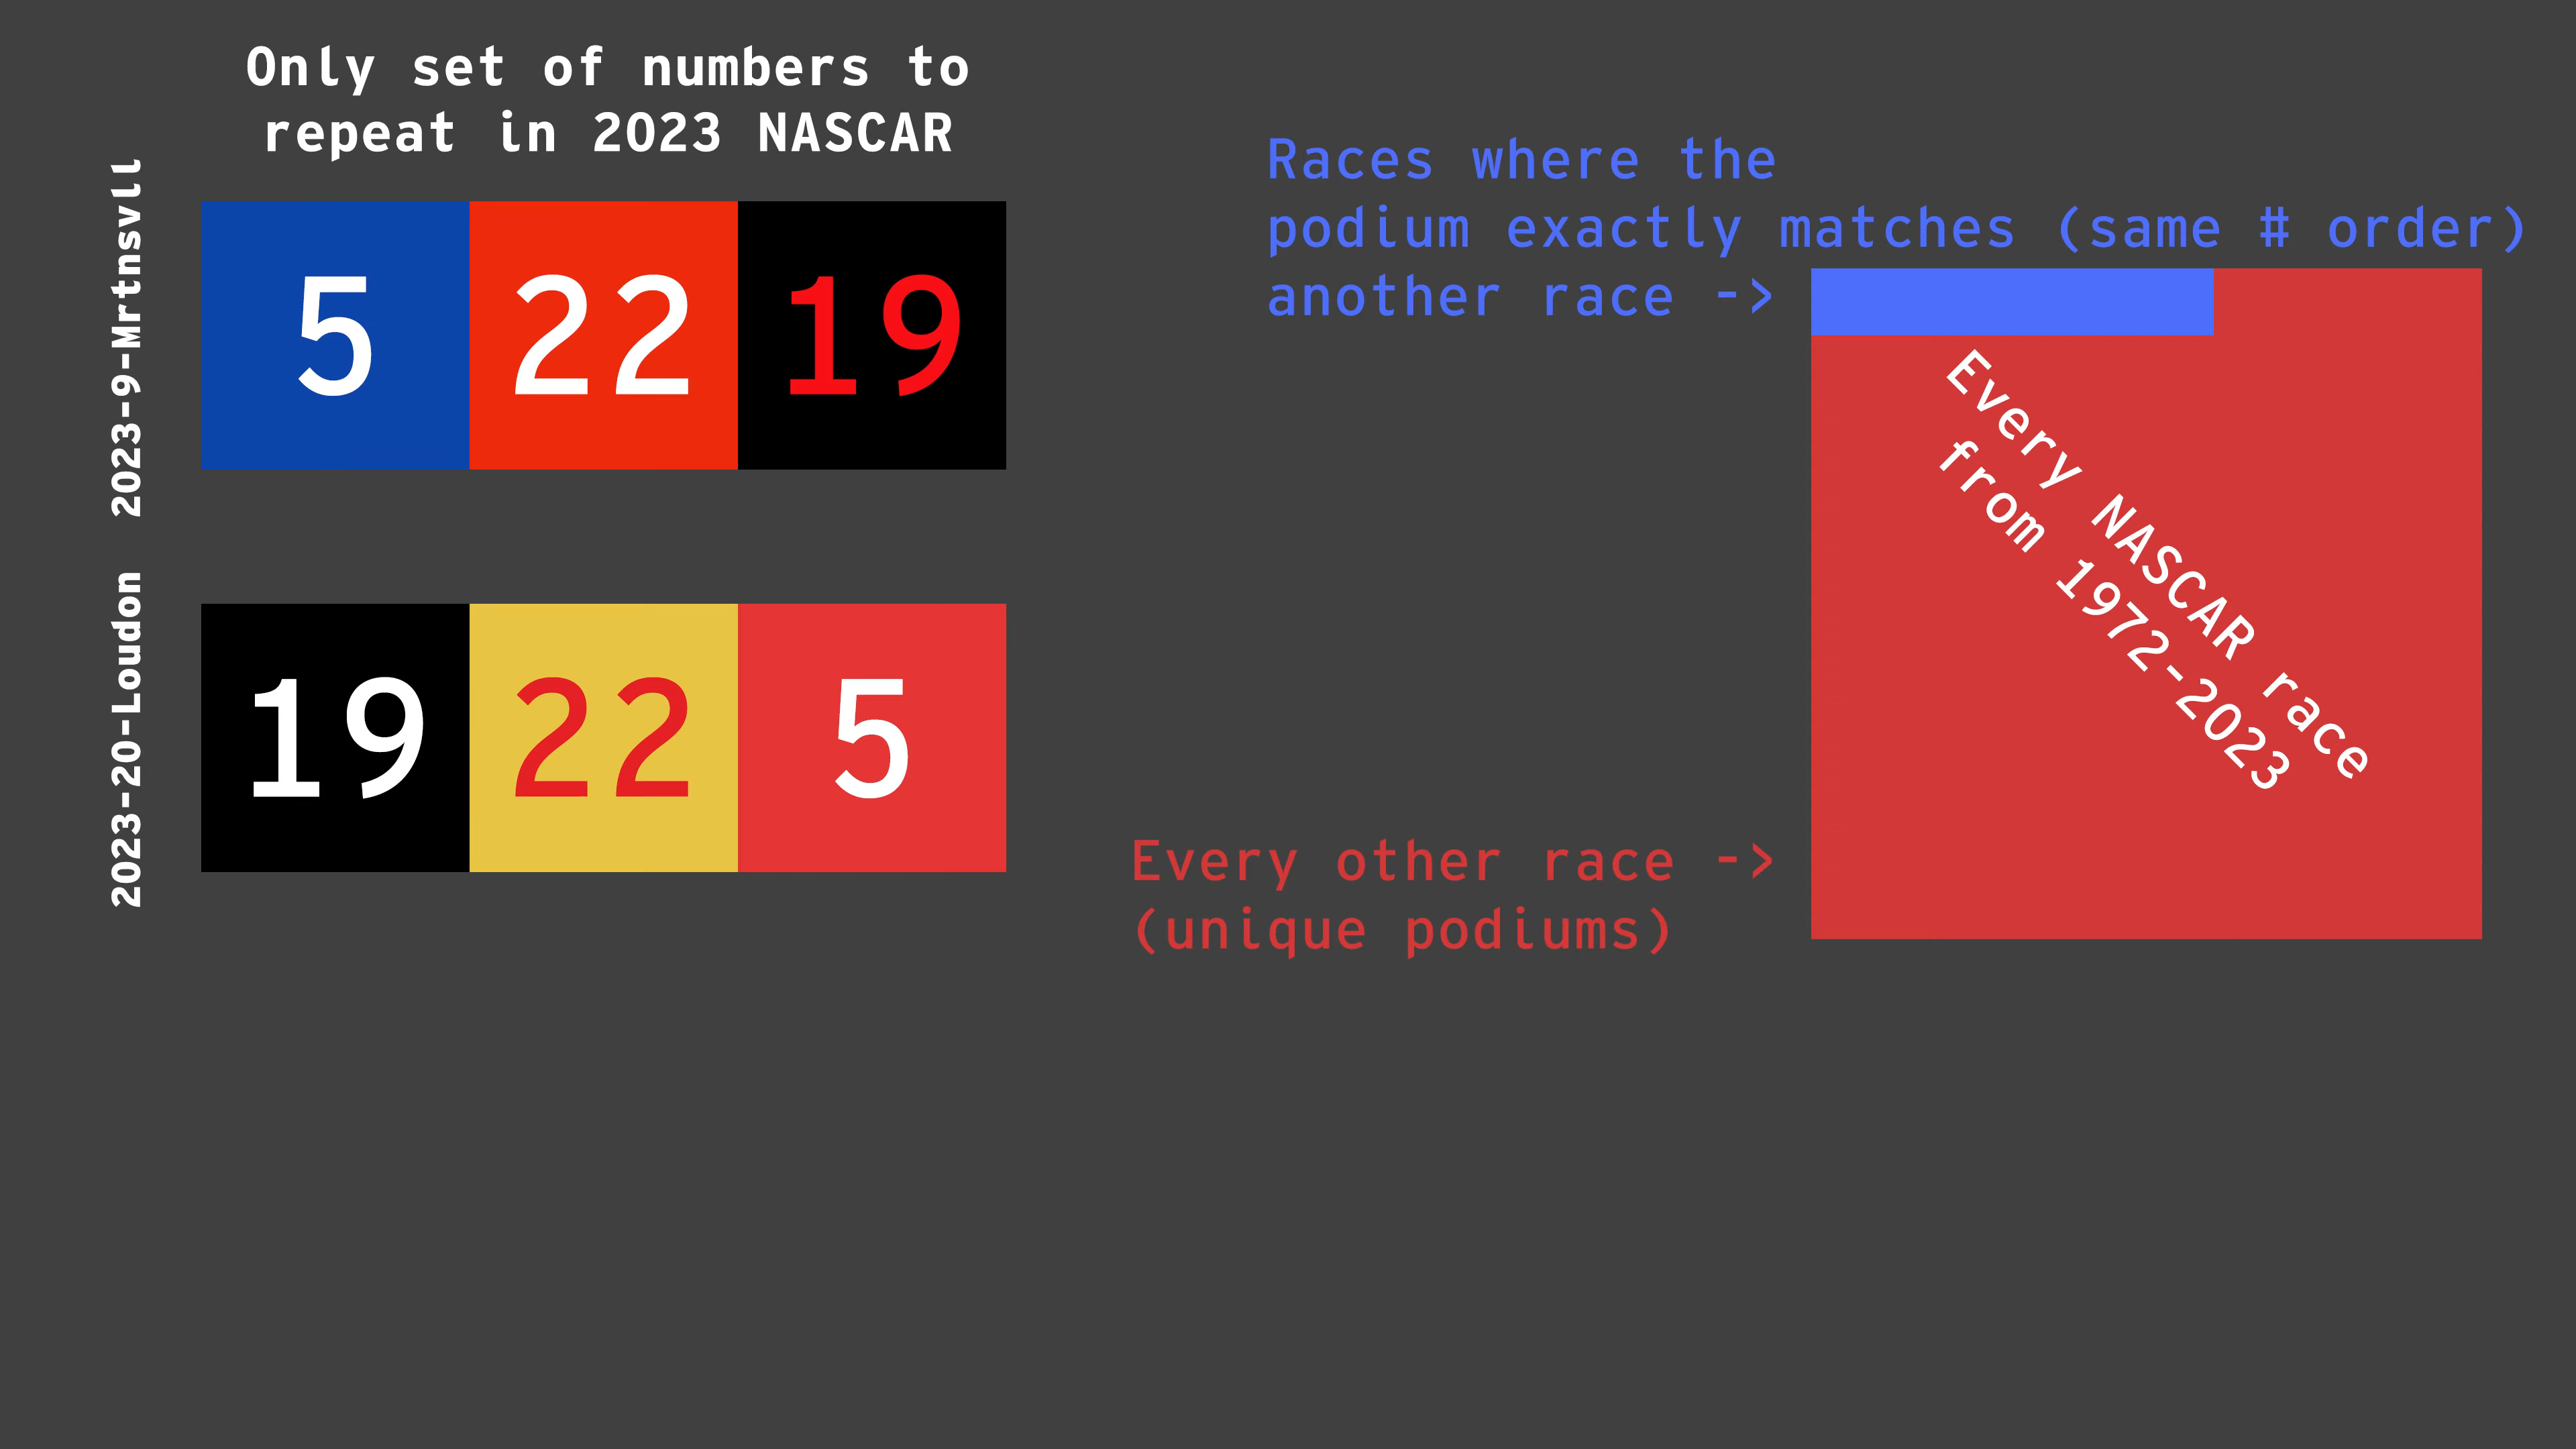 Only set of numbers to
repeat in 2023 NASCAR
2023-9-Mrtnsvll
5 22 19
2023-20-Loudon
19 22 5
Races where the
podium exactly matches (same # order)
another race ->
Every NASCAR race
from 1972-2023
Every other race ->
(unique podiums)